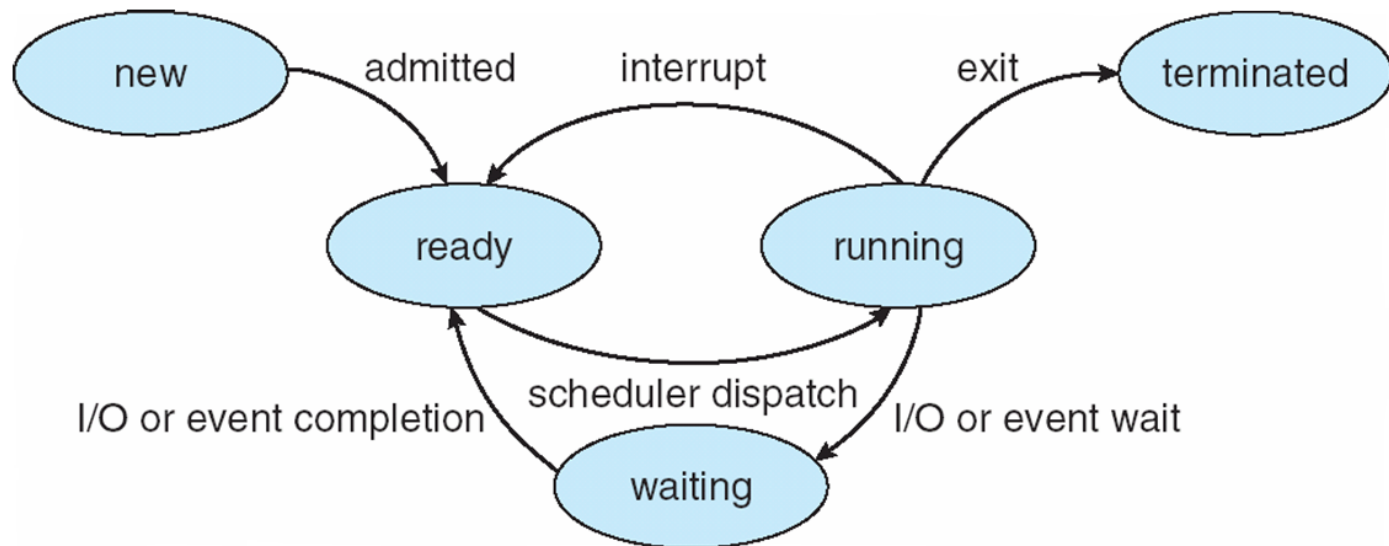 new
admitted
interrupt
exit
terminated
ready
running
scheduler dispatch
I/O or event completion
I/O or event wait
waiting